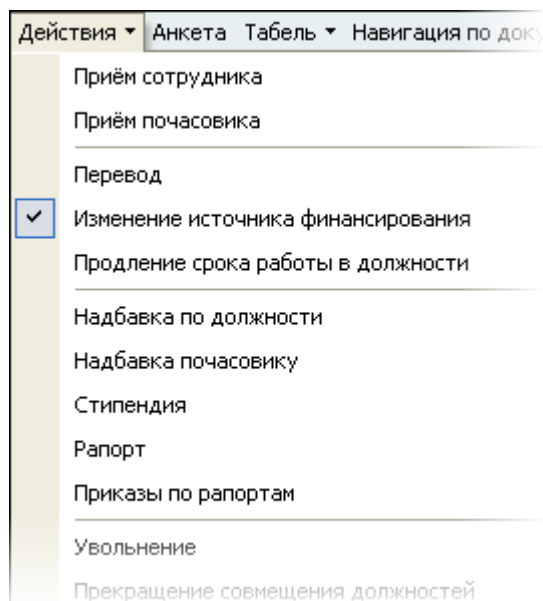 Действия Анкета Табель Навигация по док
Приём сотрудника
Приём почасовика
Перевод
Изменение источника финансирования
Продление срока работы в должности
Надбавка по должности
Надбавка почасовику
Стипендия
Рапорт
Приказы по рапортам
Увольнение
Прекращение совмещения должностей